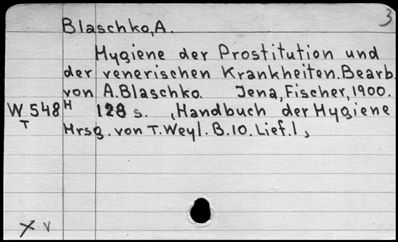 3
Blaschko, A.
Hygiene der Prostitution und
der venerischen Krankheiten. Bearb.
von A. Blaschko. Jena, Fischer, 1900.
W 548 H 128 s. , Handbuch der Hygiene
T Hrsg. von T. Weyl. B. 10. Lief. 1 ,
X v